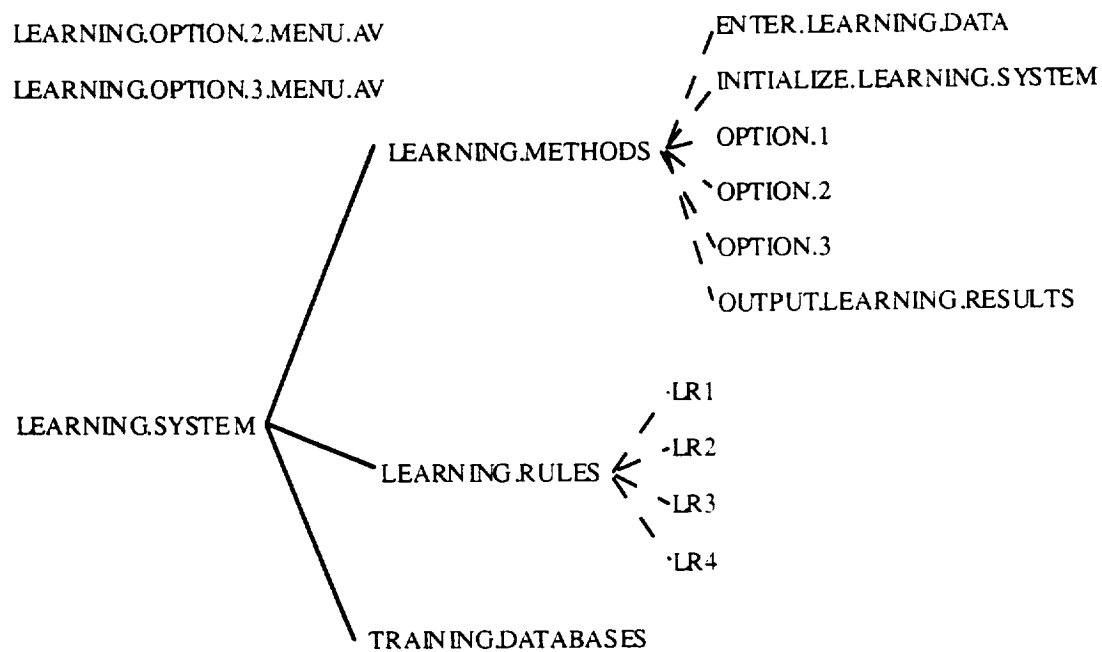 LEARNING.OPTION.2.MENU.AV
LEARNING.OPTION.3.MENU.AV
ENTER.LEARNING.DATA
INITIALIZE.LEARNING.SYSTEM
LEARNING.METHODS
OPTION.1
OPTION.2
OPTION.3
OUTPUT.LEARNING.RESULTS
LEARNING.SYSTEM
LEARNING.RULES
LR1
LR2
LR3
LR4
TRAINING.DATABASES